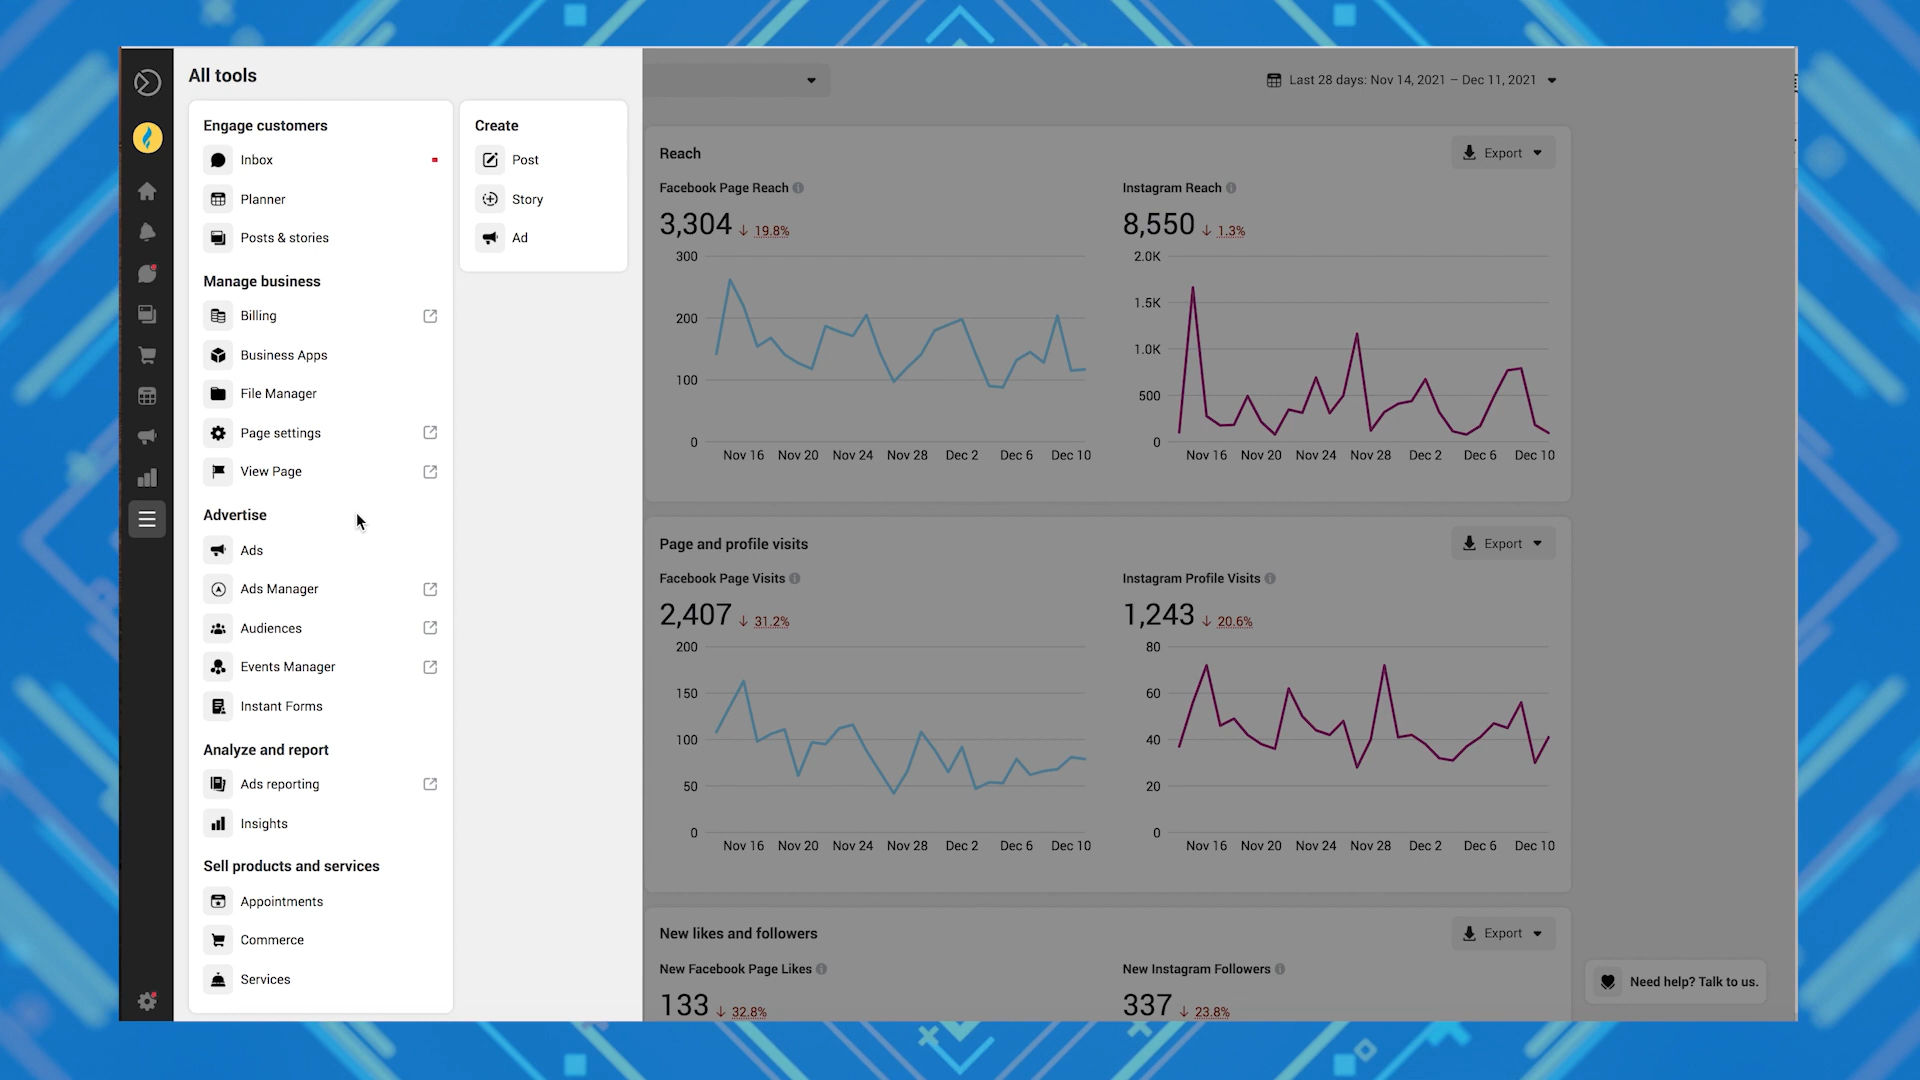 All tools
Engage customers
Inbox
Planner
Posts & stories
Manage business
Billing
Business Apps
File Manager
Page settings
View Page
Advertise
Ads
Ads Manager
Audiences
Events Manager
Instant Forms
Analyze and report
Ads reporting
Insights
Sell products and services
Appointments
Commerce
Services
Create
Post
Story
Ad
Last 28 days: Nov 14, 2021 – Dec 11, 2021
Reach
Export
Facebook Page Reach
3,304 ↓ 19.8%
300
200
100
0
Nov 16 Nov 20 Nov 24 Nov 28 Dec 2 Dec 6 Dec 10
Instagram Reach
8,550 ↓ 1.3%
2.0K
1.5K
1.0K
500
0
Nov 16 Nov 20 Nov 24 Nov 28 Dec 2 Dec 6 Dec 10
Page and profile visits
Export
Facebook Page Visits
2,407 ↓ 31.2%
200
150
100
50
0
Nov 16 Nov 20 Nov 24 Nov 28 Dec 2 Dec 6 Dec 10
Instagram Profile Visits
1,243 ↓ 20.6%
80
60
40
20
0
Nov 16 Nov 20 Nov 24 Nov 28 Dec 2 Dec 6 Dec 10
New likes and followers
Export
New Facebook Page Likes
133 ↓ 32.8%
New Instagram Followers
337 ↓ 23.8%
Need help? Talk to us.